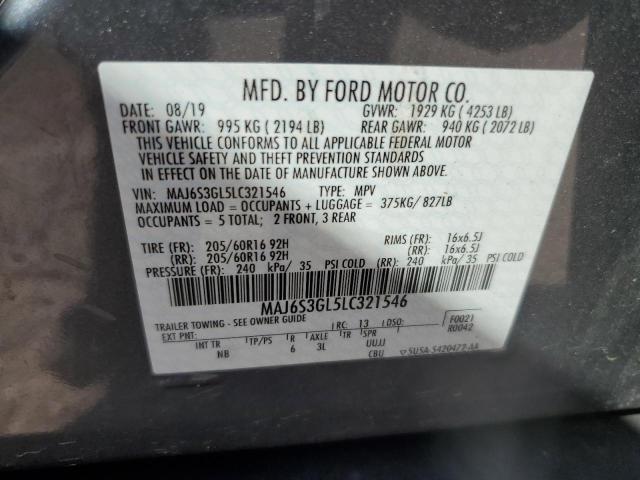 MFD. BY FORD MOTOR CO.
DATE: 08/19 GVWR: 1929 KG ( 4253 LB)
FRONT GAWR: 995 KG ( 2194 LB) REAR GAWR: 940 KG ( 2072 LB)
THIS VEHICLE CONFORMS TO ALL APPLICABLE FEDERAL MOTOR
VEHICLE SAFETY AND THEFT PREVENTION STANDARDS
IN EFFECT ON THE DATE OF MANUFACTURE SHOWN ABOVE.
VIN: MAJ6S3GL5LC321546 TYPE: MPV
MAXIMUM LOAD = OCCUPANTS + LUGGAGE = 375KG/ 827LB
OCCUPANTS = 5 TOTAL; 2 FRONT, 3 REAR
TIRE (FR): 205/60R16 92H RIMS (FR): 16x6.5J
(RR): 205/60R16 92H (RR): 16x6.5J
PRESSURE (FR): 240 kPa/ 35 PSI COLD (RR): 240 kPa/ 35 PSI COLD
MAJ6S3GL5LC321546
TRAILER TOWING - SEE OWNER GUIDE
EXT PNT: RC: 13 DSO: F0021
R0042
INT TR TP/PS R AXLE TR SPR
NB 6 3L UUJJ
CBU SU5A-S420472-AA